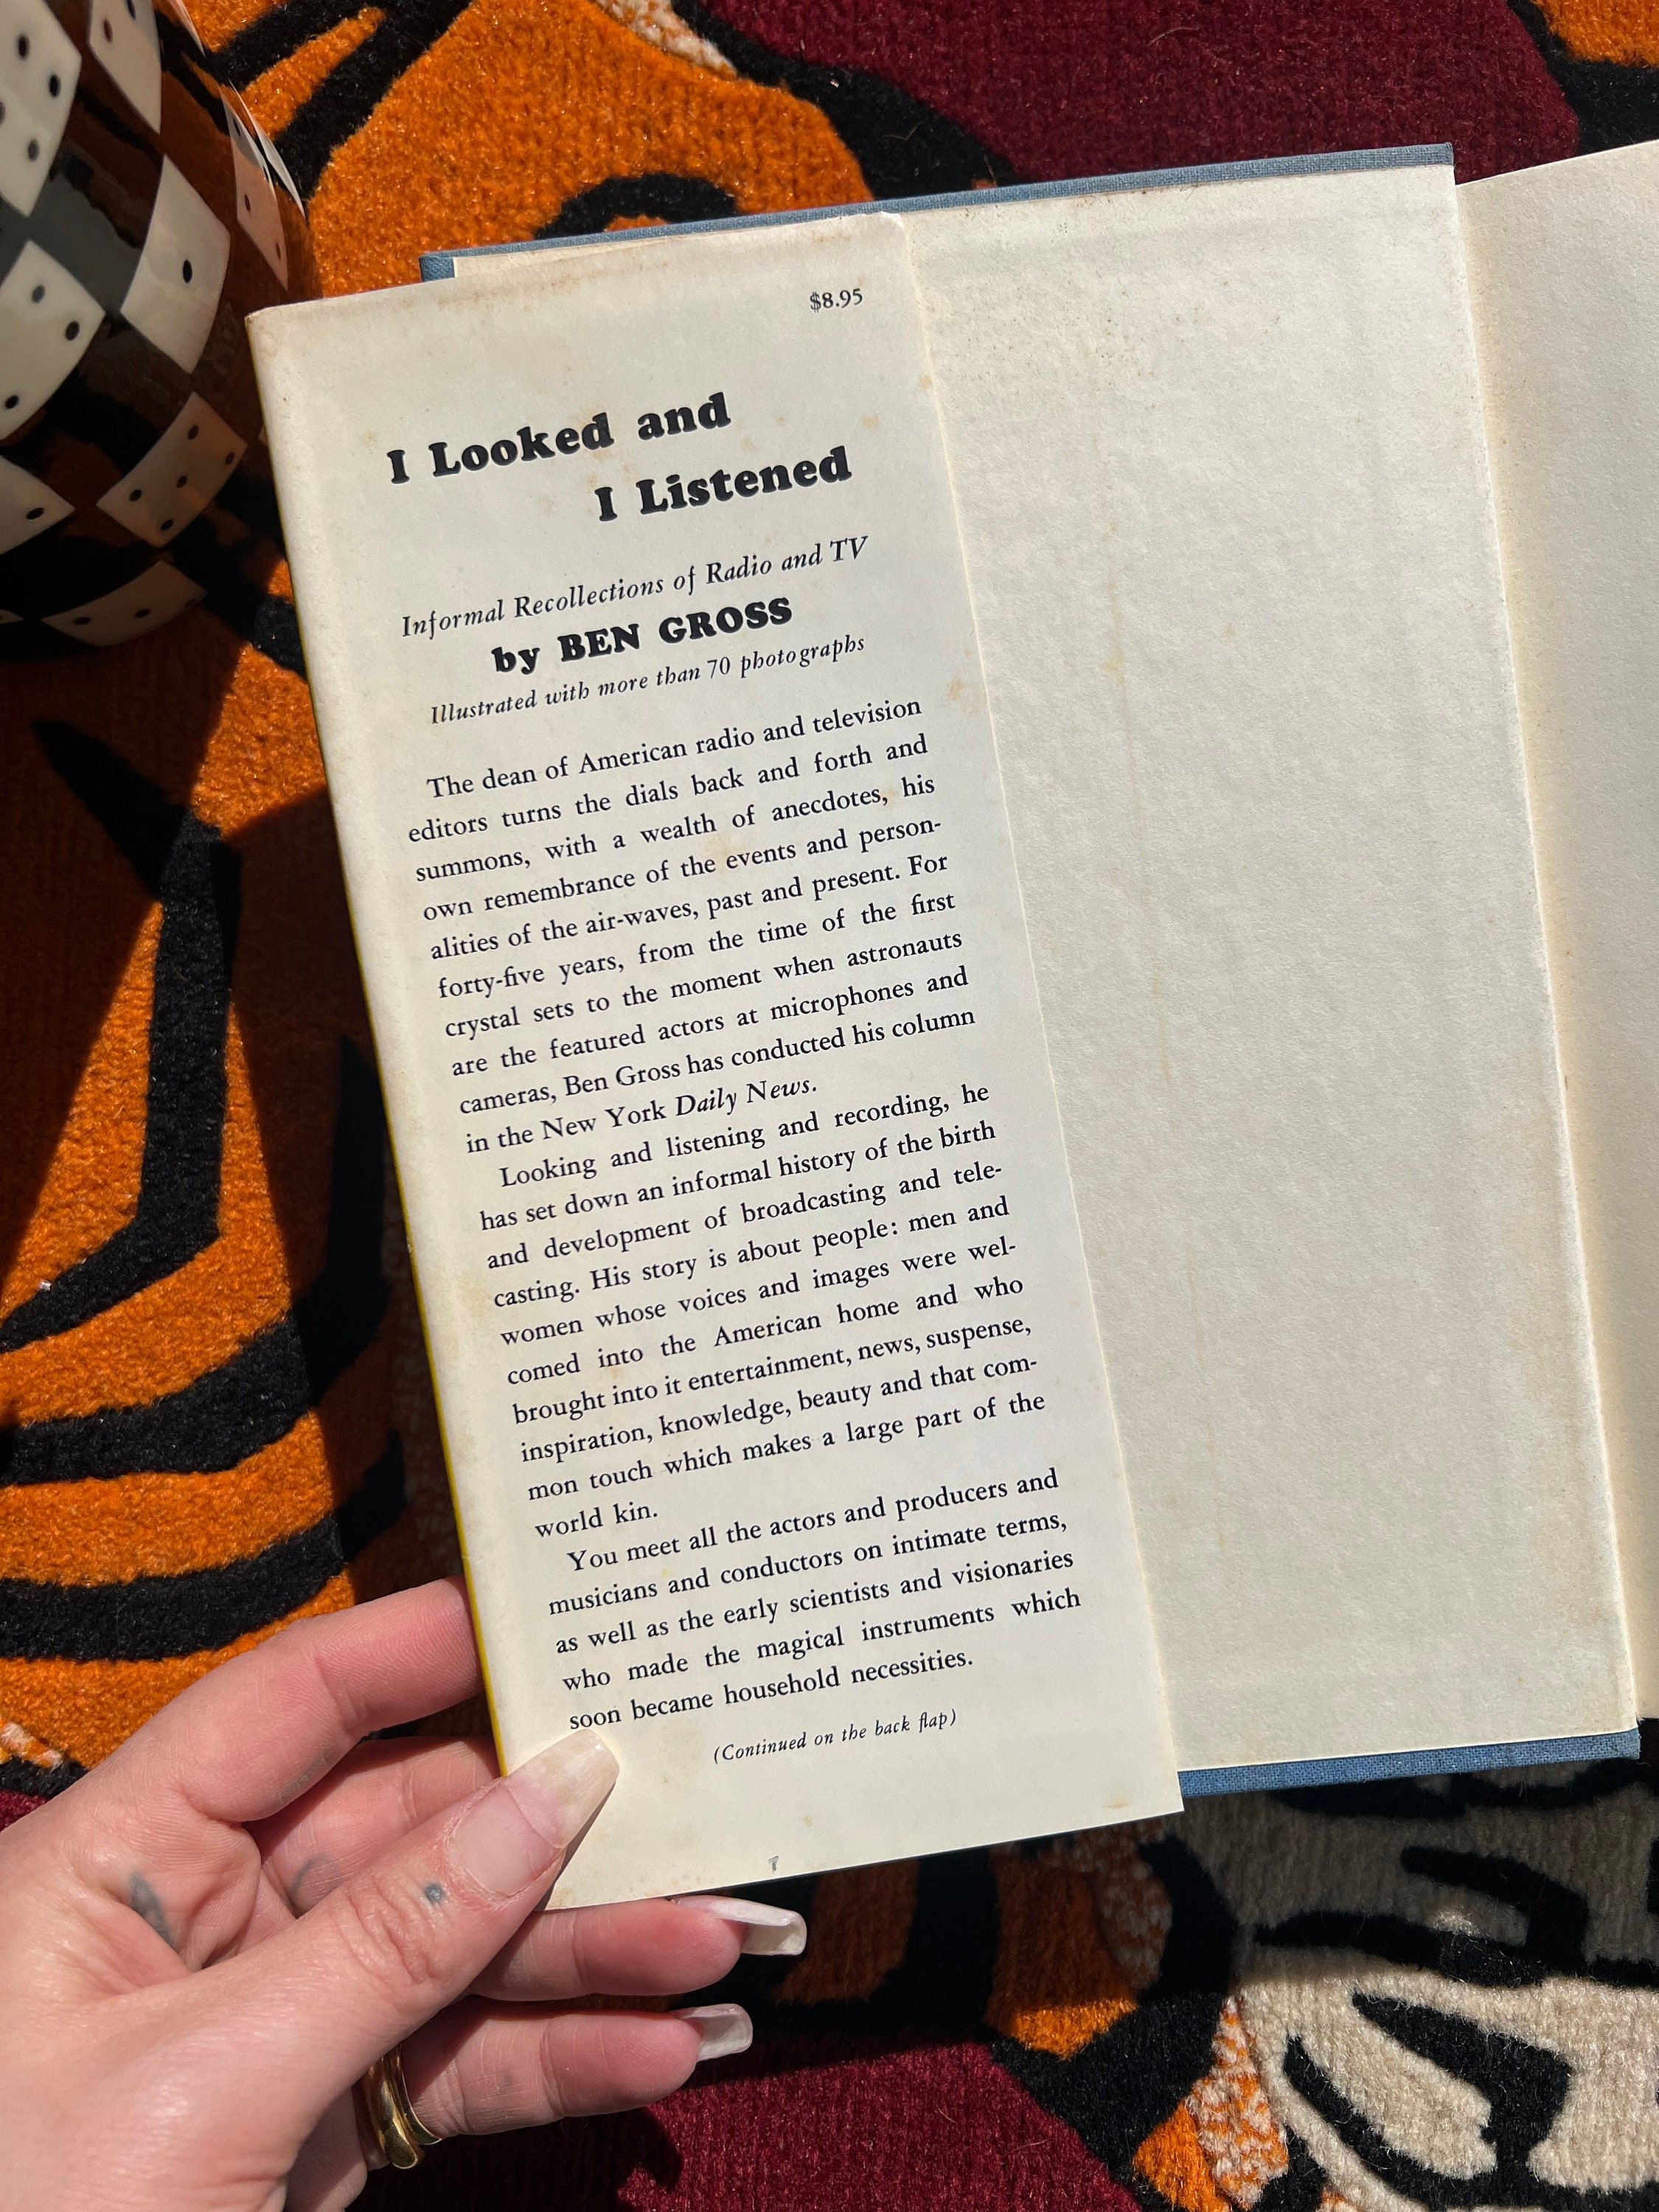 $8.95
I Looked and
I Listened
Informal Recollections of Radio and TV
by BEN GROSS
Illustrated with more than 70 photographs
The dean of American radio and television
editors turns the dials back and forth and
summons, with a wealth of anecdotes, his
own remembrance of the events and person-
alities of the air-waves, past and present. For
forty-five years, from the time of the first
crystal sets to the moment when astronauts
are the featured actors at microphones and
cameras, Ben Gross has conducted his column
in the New York Daily News.
Looking and listening and recording, he
has set down an informal history of the birth
and development of broadcasting and tele-
casting. His story is about people: men and
women whose voices and images were wel-
comed into the American home and who
brought into it entertainment, news, suspense,
inspiration, knowledge, beauty and that com-
mon touch which makes a large part of the
world kin.
You meet all the actors and producers and
musicians and conductors on intimate terms,
as well as the early scientists and visionaries
who made the magical instruments which
soon became household necessities.
(Continued on the back flap)